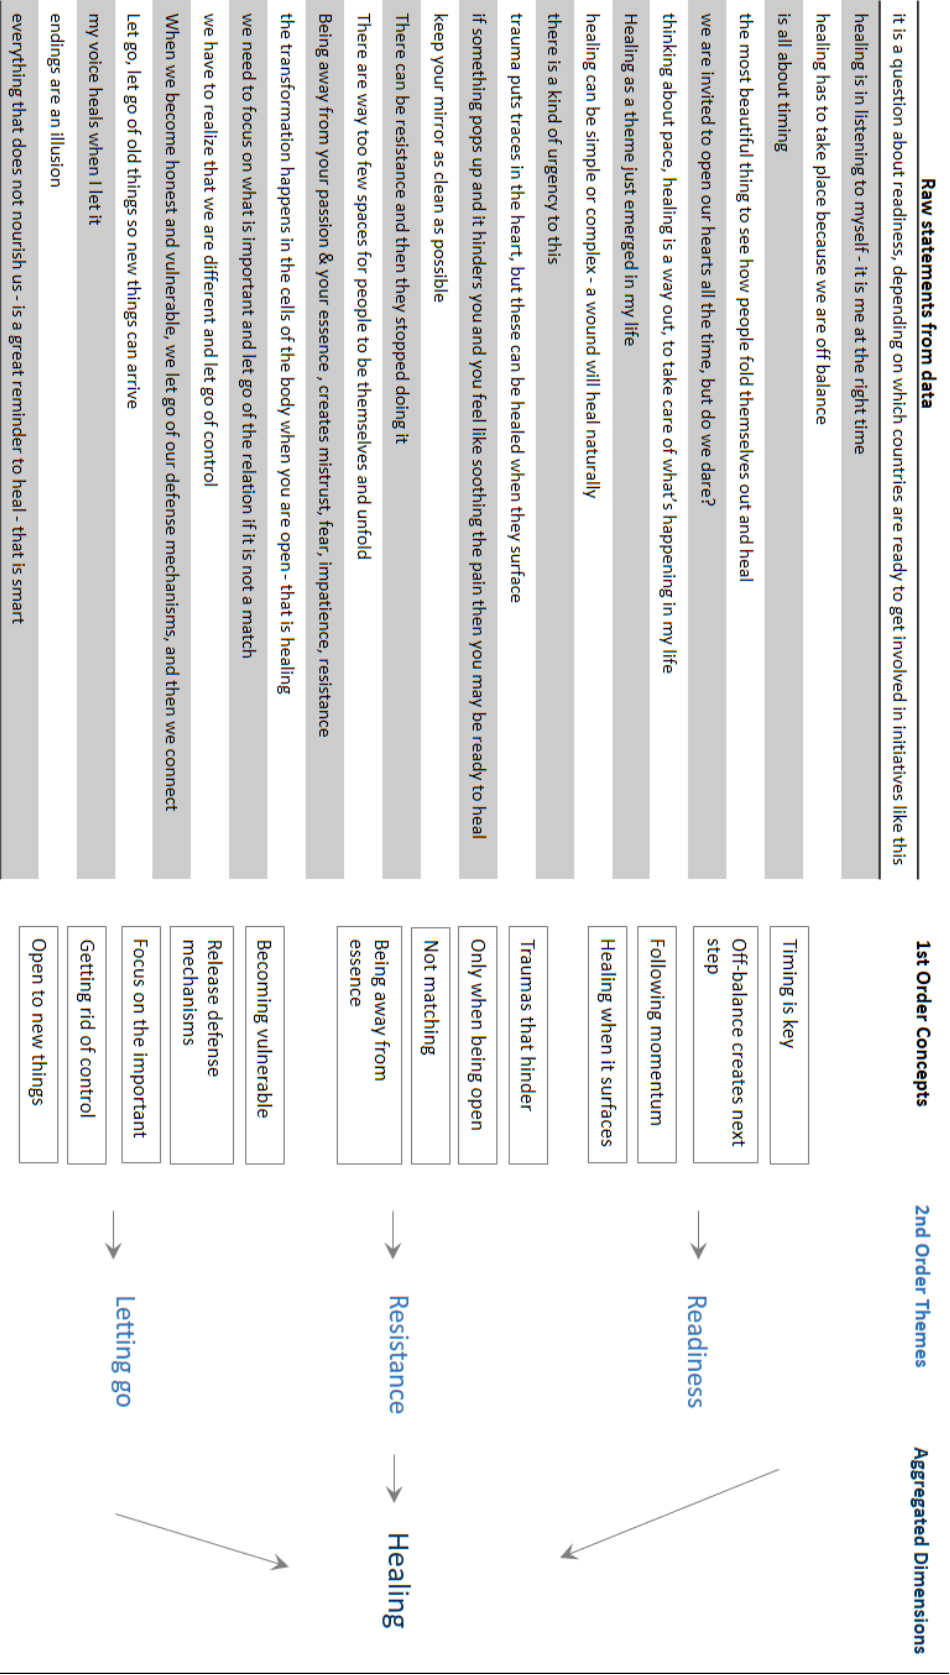 Raw statements from data
it is a question about readiness, depending on which countries are ready to get involved in initiatives like this
healing is in listening to myself - it is me at the right time
healing has to take place because we are off balance
is all about timing
the most beautiful thing to see how people fold themselves out and heal
we are invited to open our hearts all the time, but do we dare?
thinking about pace, healing is a way out, to take care of what's happening in my life
Healing as a theme just emerged in my life
healing can be simple or complex - a wound will heal naturally
there is a kind of urgency to this
trauma puts traces in the heart, but these can be healed when they surface
if something pops up and it hinders you and you feel like soothing the pain then you may be ready to heal
keep your mirror as clean as possible
There can be resistance and then they stopped doing it
There are way too few spaces for people to be themselves and unfold
Being away from your passion & your essence , creates mistrust, fear, impatience, resistance
the transformation happens in the cells of the body when you are open - that is healing
we need to focus on what is important and let go of the relation if it is not a match
we have to realize that we are different and let go of control
When we become honest and vulnerable, we let go of our defense mechanisms, and then we connect
Let go, let go of old things so new things can arrive
my voice heals when I let it
endings are an illusion
everything that does not nourish us - is a great reminder to heal - that is smart
1st Order Concepts
Timing is key
Off-balance creates next
step
Following momentum
Healing when it surfaces
Traumas that hinder
Only when being open
Not matching
Being away from
essence
Becoming vulnerable
Release defense
mechanisms
Focus on the important
Getting rid of control
Open to new things
2nd Order Themes
Readiness
Resistance
Letting go
Aggregated Dimensions
Healing